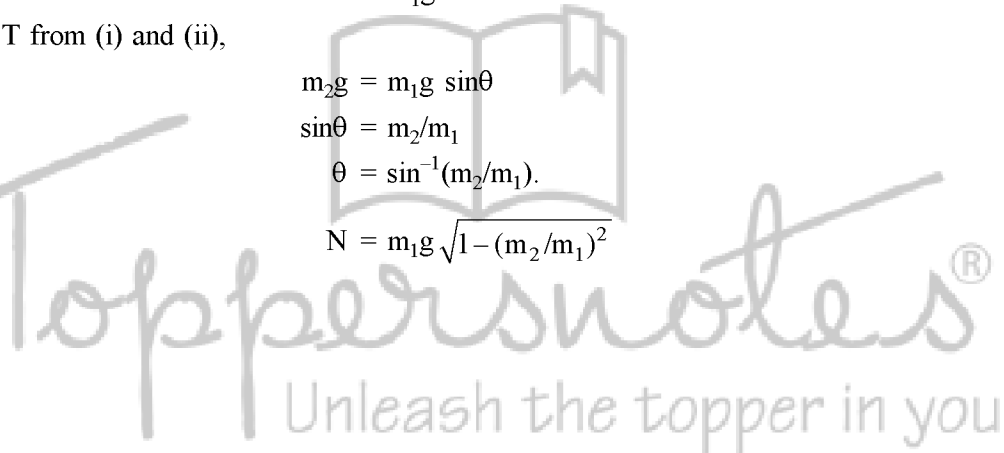 T from (i) and (ii),
m₂g = m₁g sinθ
sinθ = m₂/m₁
θ = sin⁻¹(m₂/m₁).
N = m₁g √1 – (m₂/m₁)²
Toppersnotes ®
Unleash the topper in you